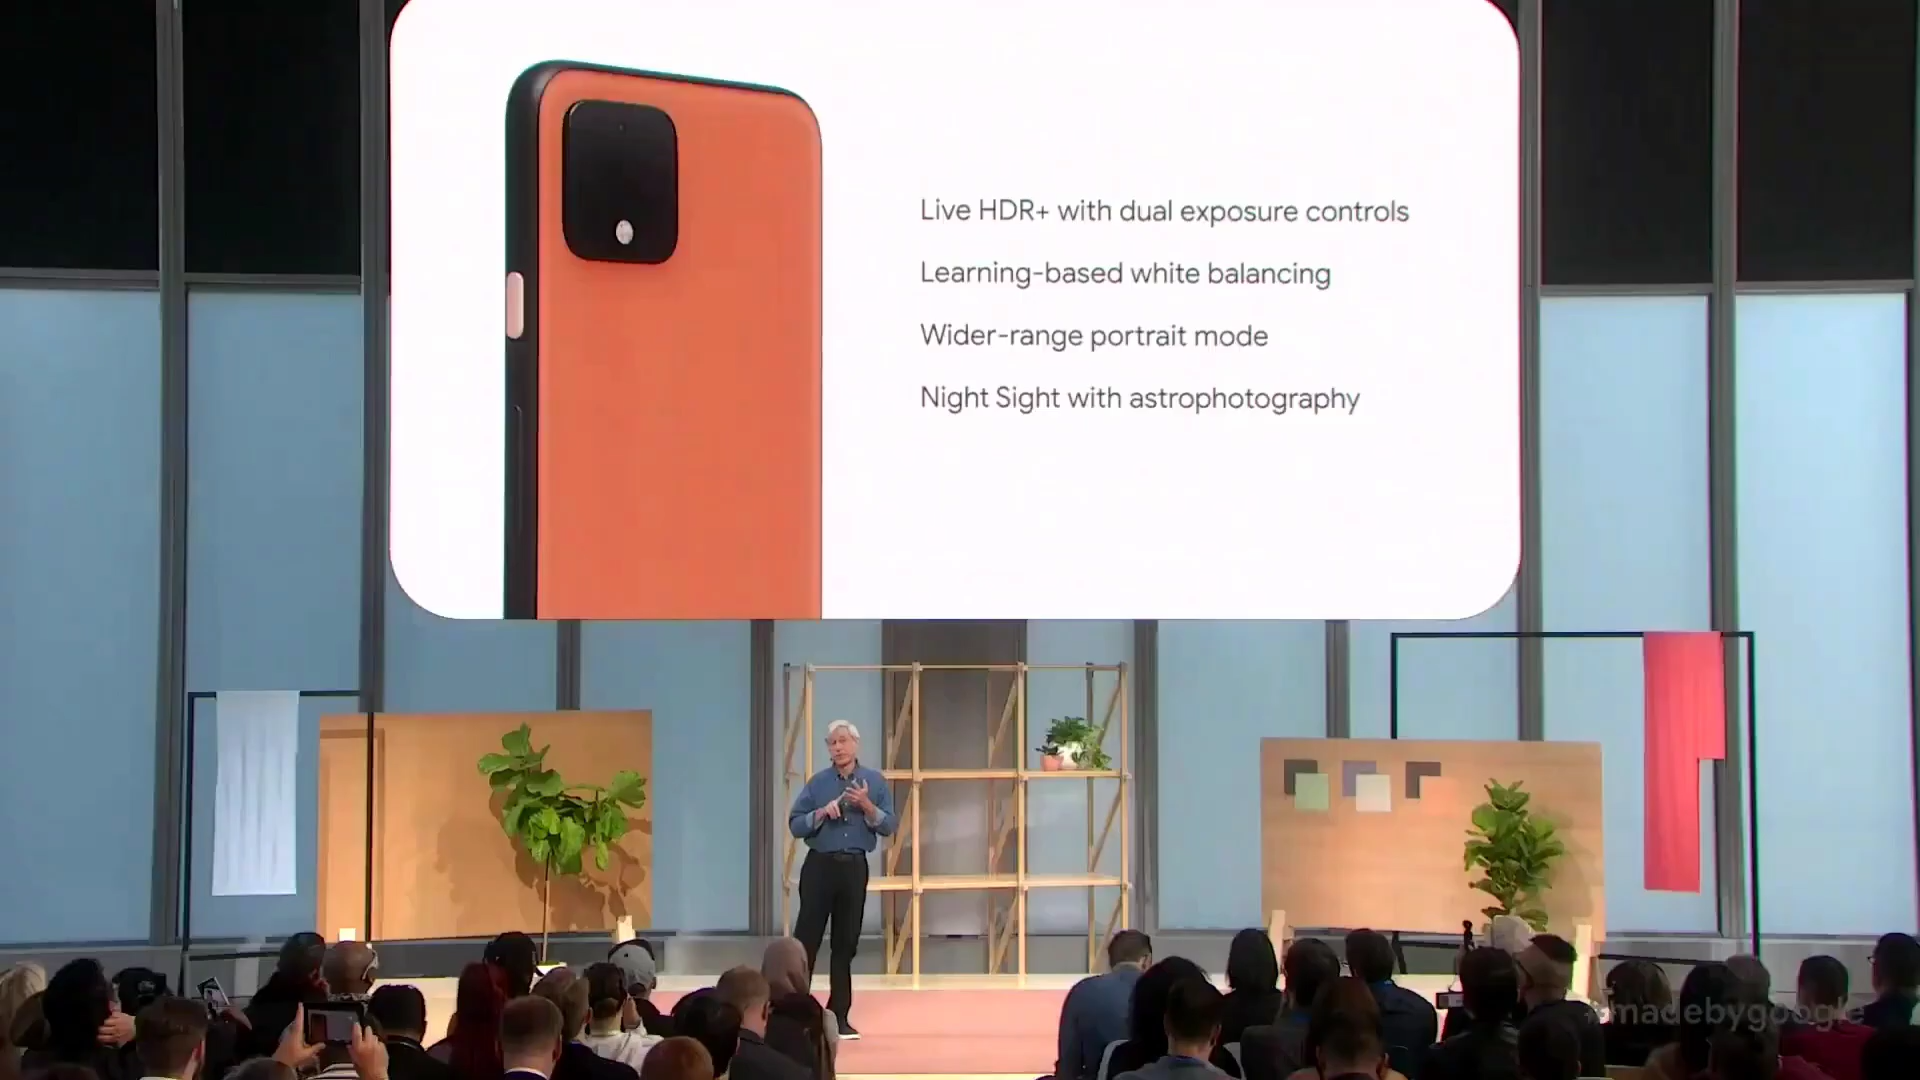 Live HDR+ with dual exposure controls
Learning-based white balancing
Wider-range portrait mode
Night Sight with astrophotography
#madebygoogle